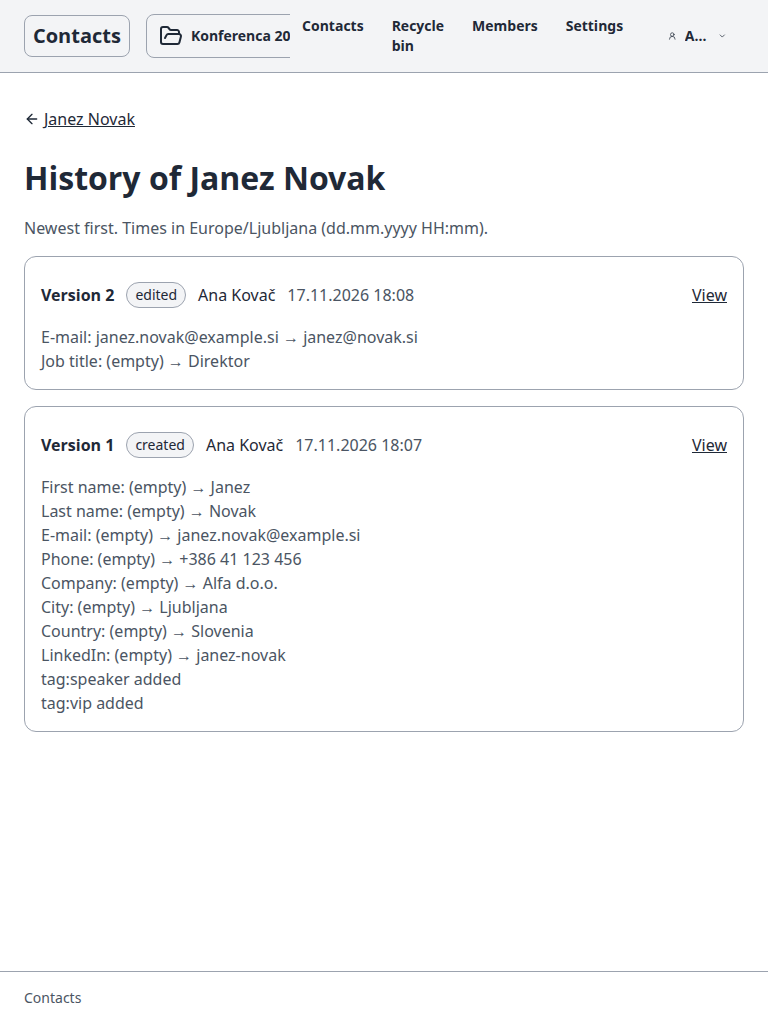 Contacts
Konferenca 20
Contacts
Recycle
bin
Members
Settings
A...
← Janez Novak
History of Janez Novak
Newest first. Times in Europe/Ljubljana (dd.mm.yyyy HH:mm).
Version 2 edited Ana Kovač 17.11.2026 18:08 View
E-mail: janez.novak@example.si → janez@novak.si
Job title: (empty) → Direktor
Version 1 created Ana Kovač 17.11.2026 18:07 View
First name: (empty) → Janez
Last name: (empty) → Novak
E-mail: (empty) → janez.novak@example.si
Phone: (empty) → +386 41 123 456
Company: (empty) → Alfa d.o.o.
City: (empty) → Ljubljana
Country: (empty) → Slovenia
LinkedIn: (empty) → janez-novak
tag:speaker added
tag:vip added
Contacts